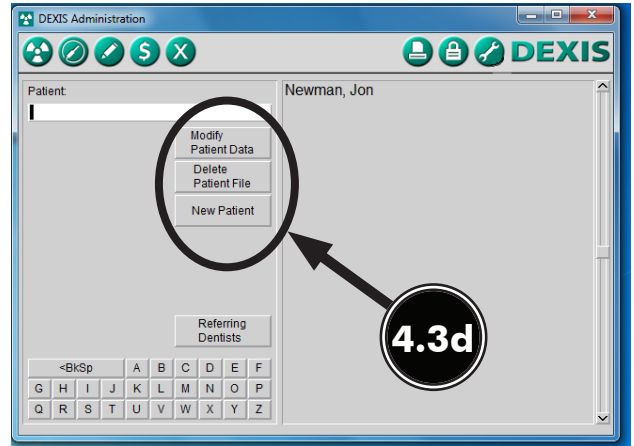 DEXIS Administration
$ X DEXIS
Patient:
Newman, Jon
Modify
Patient Data
Delete
Patient File
New Patient
4.3d
Referring
Dentists
<BkSp A B C D E F
G H I J K L M N O P
Q R S T U V W X Y Z